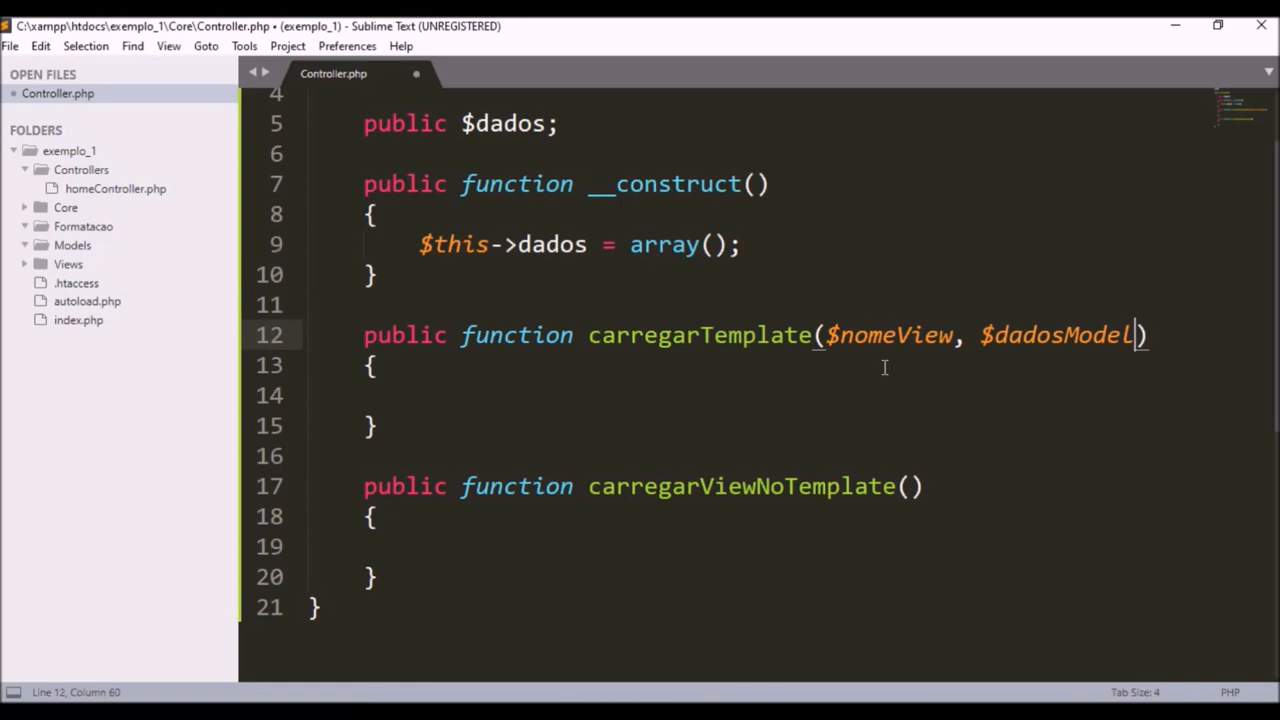 C:\xampp\htdocs\exemplo_1\Core\Controller.php • (exemplo_1) - Sublime Text (UNREGISTERED)
File Edit Selection Find View Goto Tools Project Preferences Help
OPEN FILES
Controller.php
FOLDERS
exemplo_1
Controllers
homeController.php
Core
Formatacao
Models
Views
.htaccess
autoload.php
index.php
Controller.php
4
5 public $dados;
6
7 public function __construct()
8 {
9 $this->dados = array();
10 }
11
12 public function carregarTemplate($nomeView, $dadosModel)
13 {
14
15 }
16
17 public function carregarViewNoTemplate()
18 {
19
20 }
21 }
Line 12, Column 60
Tab Size: 4
PHP